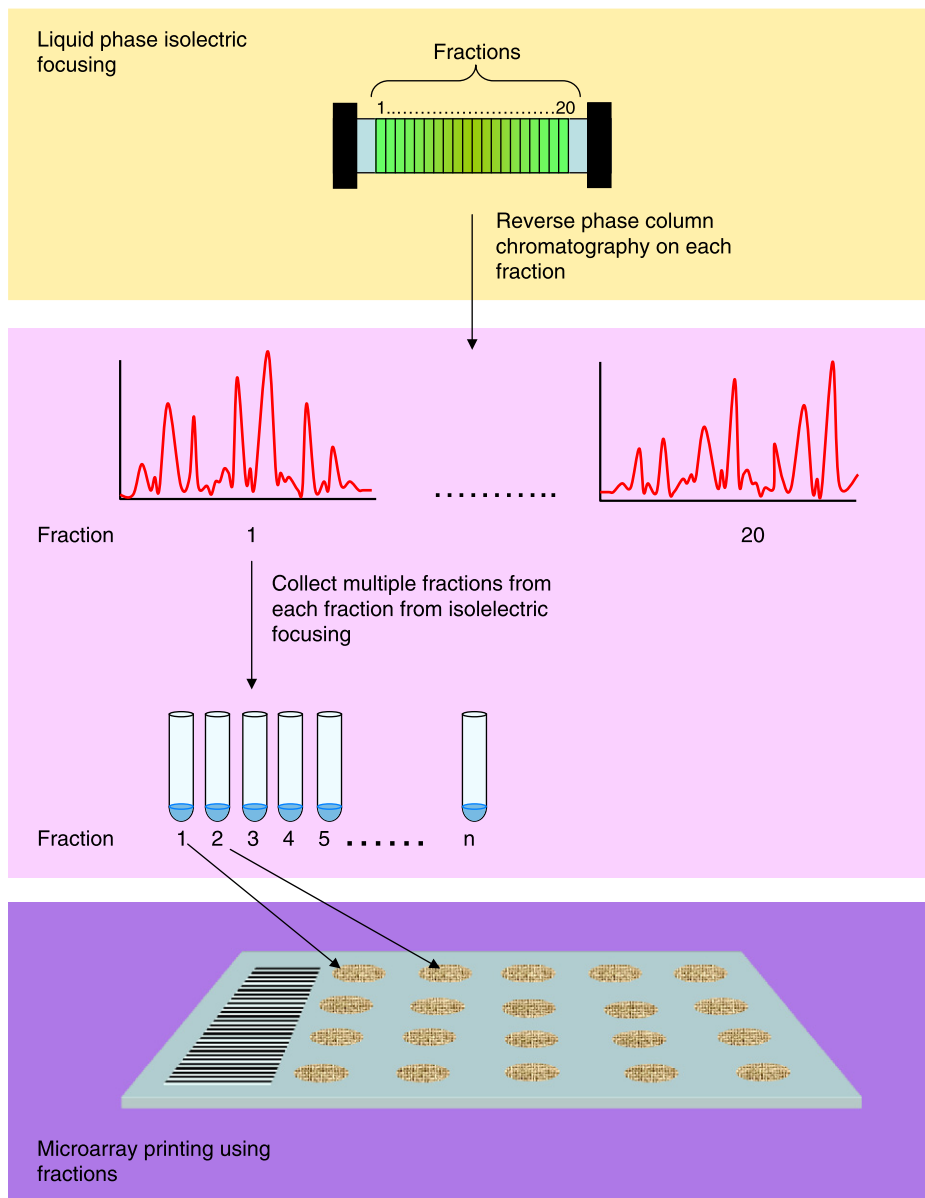 Liquid phase isolectric
focusing
Fractions
1..............................20
Reverse phase column
chromatography on each
fraction
...........
Fraction 1 20
Collect multiple fractions from
each fraction from isolelectric
focusing
Fraction 1 2 3 4 5 ...... n
Microarray printing using
fractions